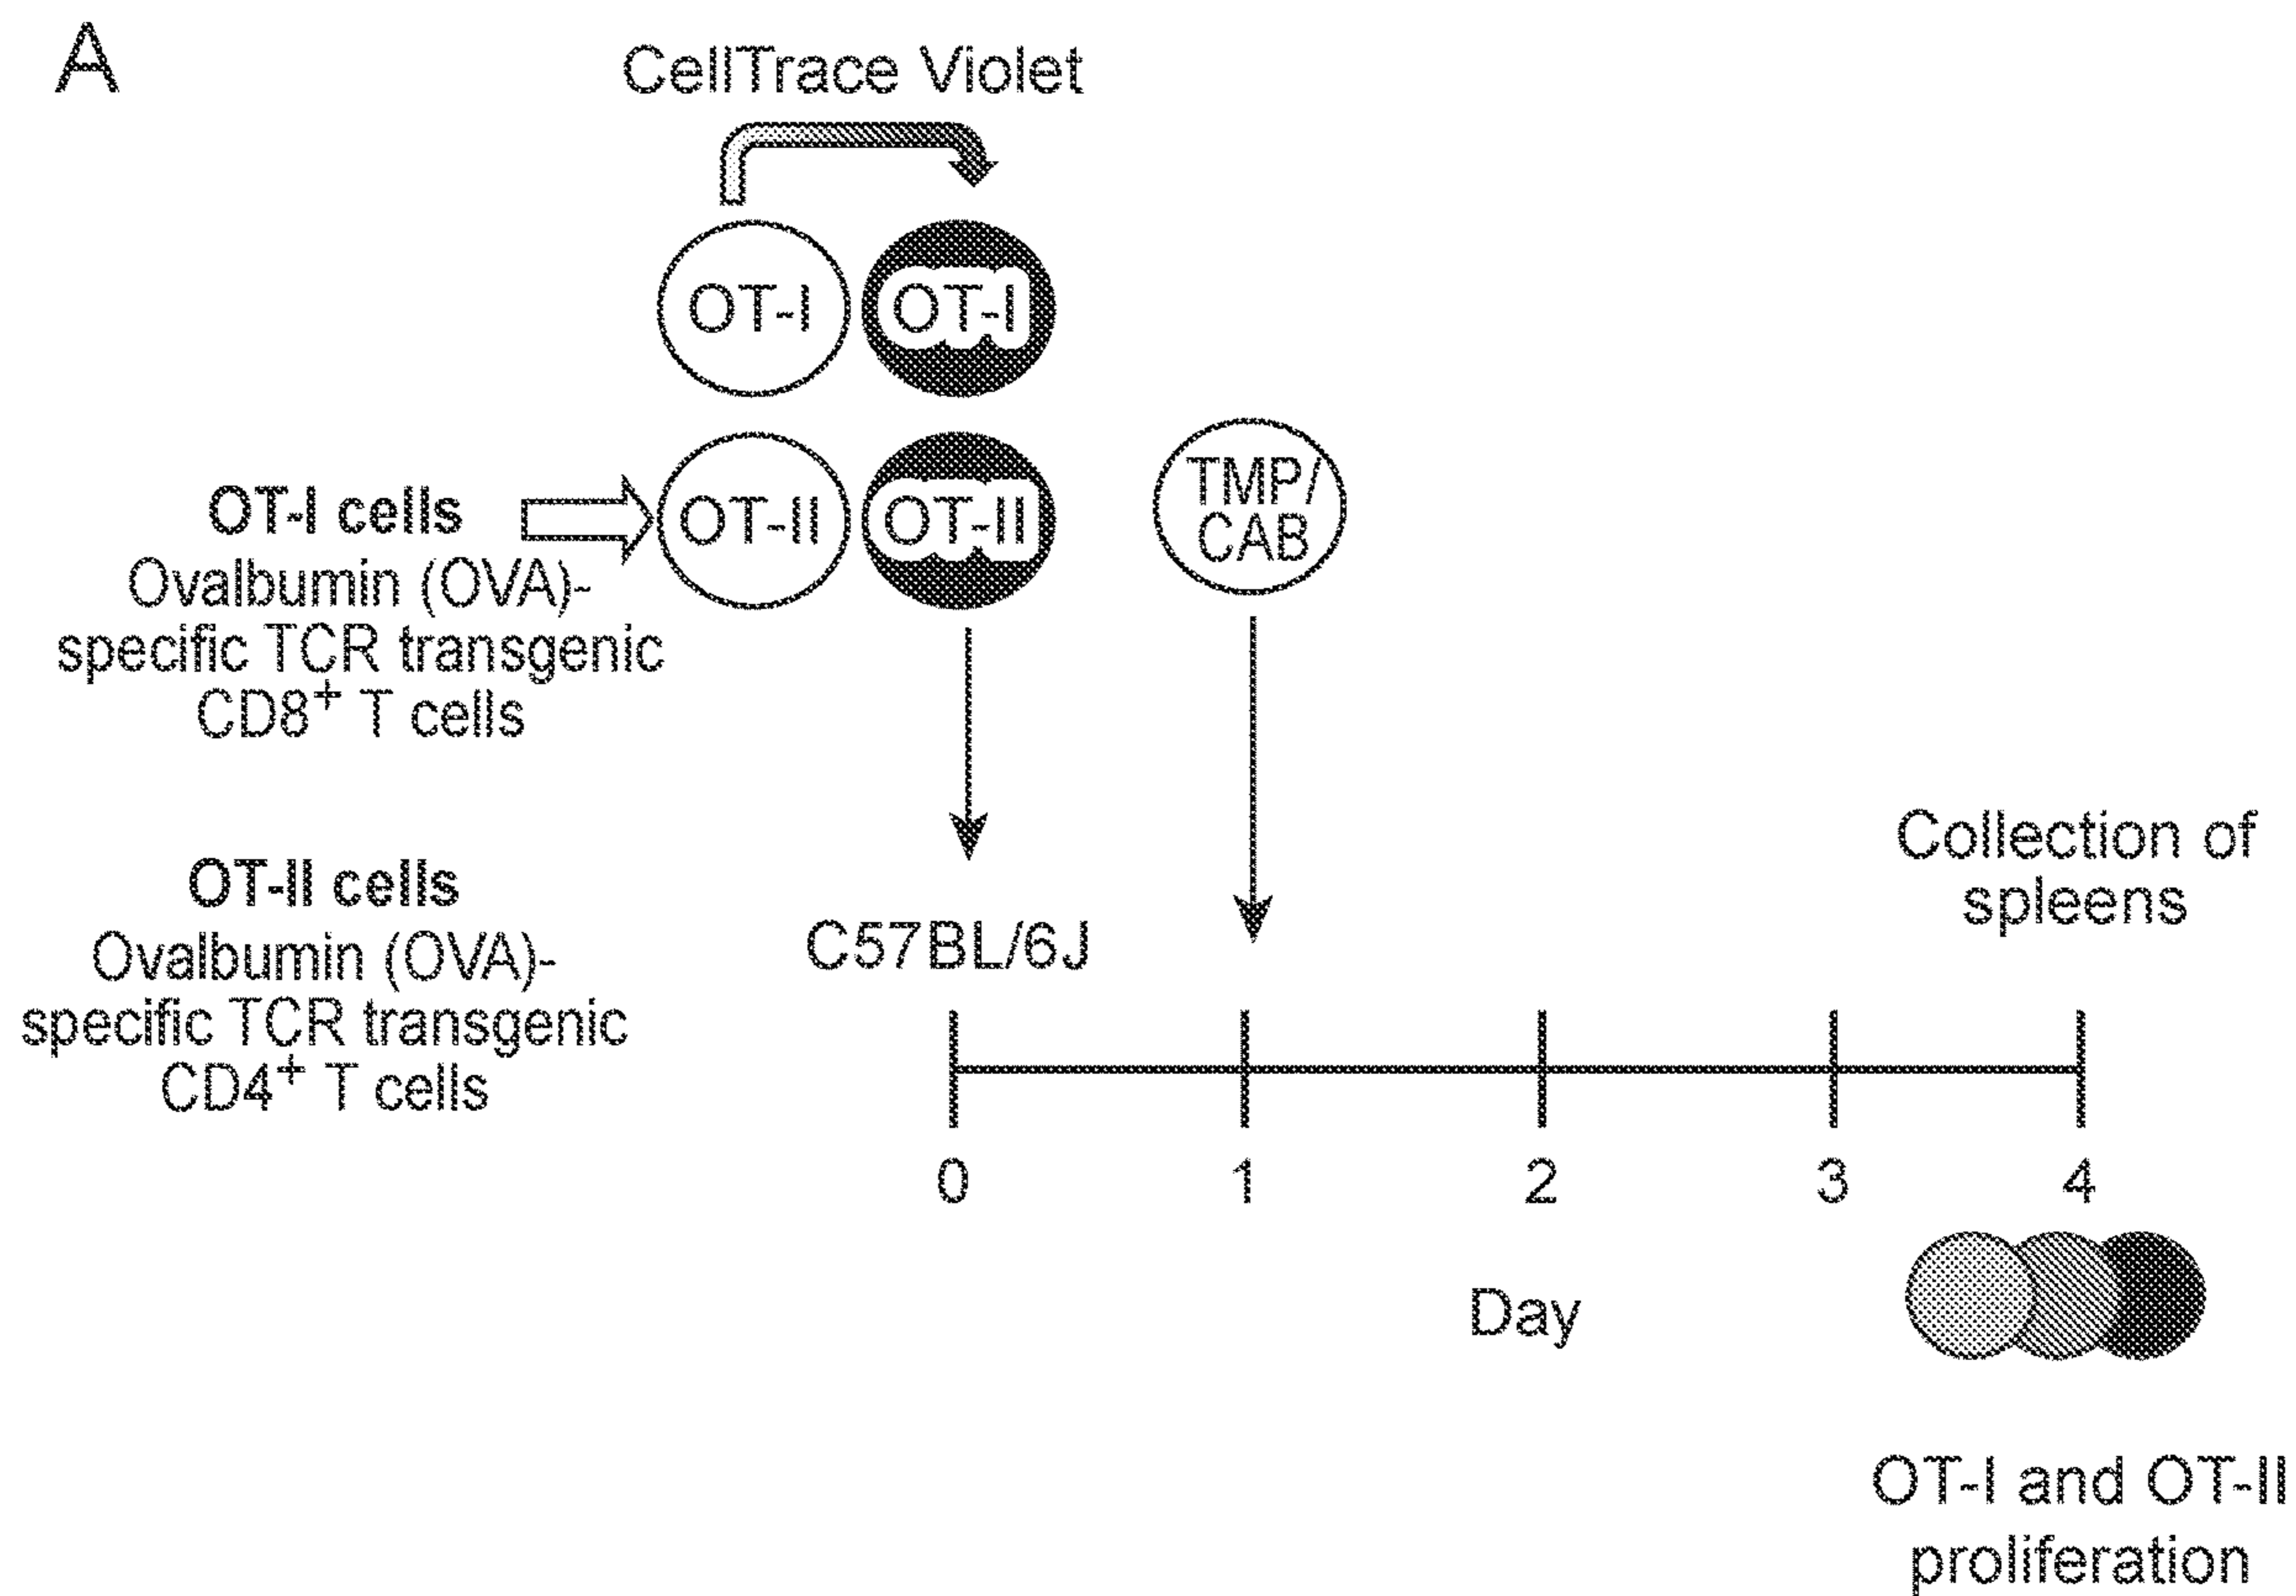 A
CellTrace Violet
OT-I
OT-I
OT-I cells
Ovalbumin (OVA)-
specific TCR transgenic
CD8⁺ T cells
OT-II
OT-II
TMP/
CAB
OT-II cells
Ovalbumin (OVA)-
specific TCR transgenic
CD4⁺ T cells
C57BL/6J
Collection of
spleens
0 1 2 3 4
Day
OT-I and OT-II
proliferation